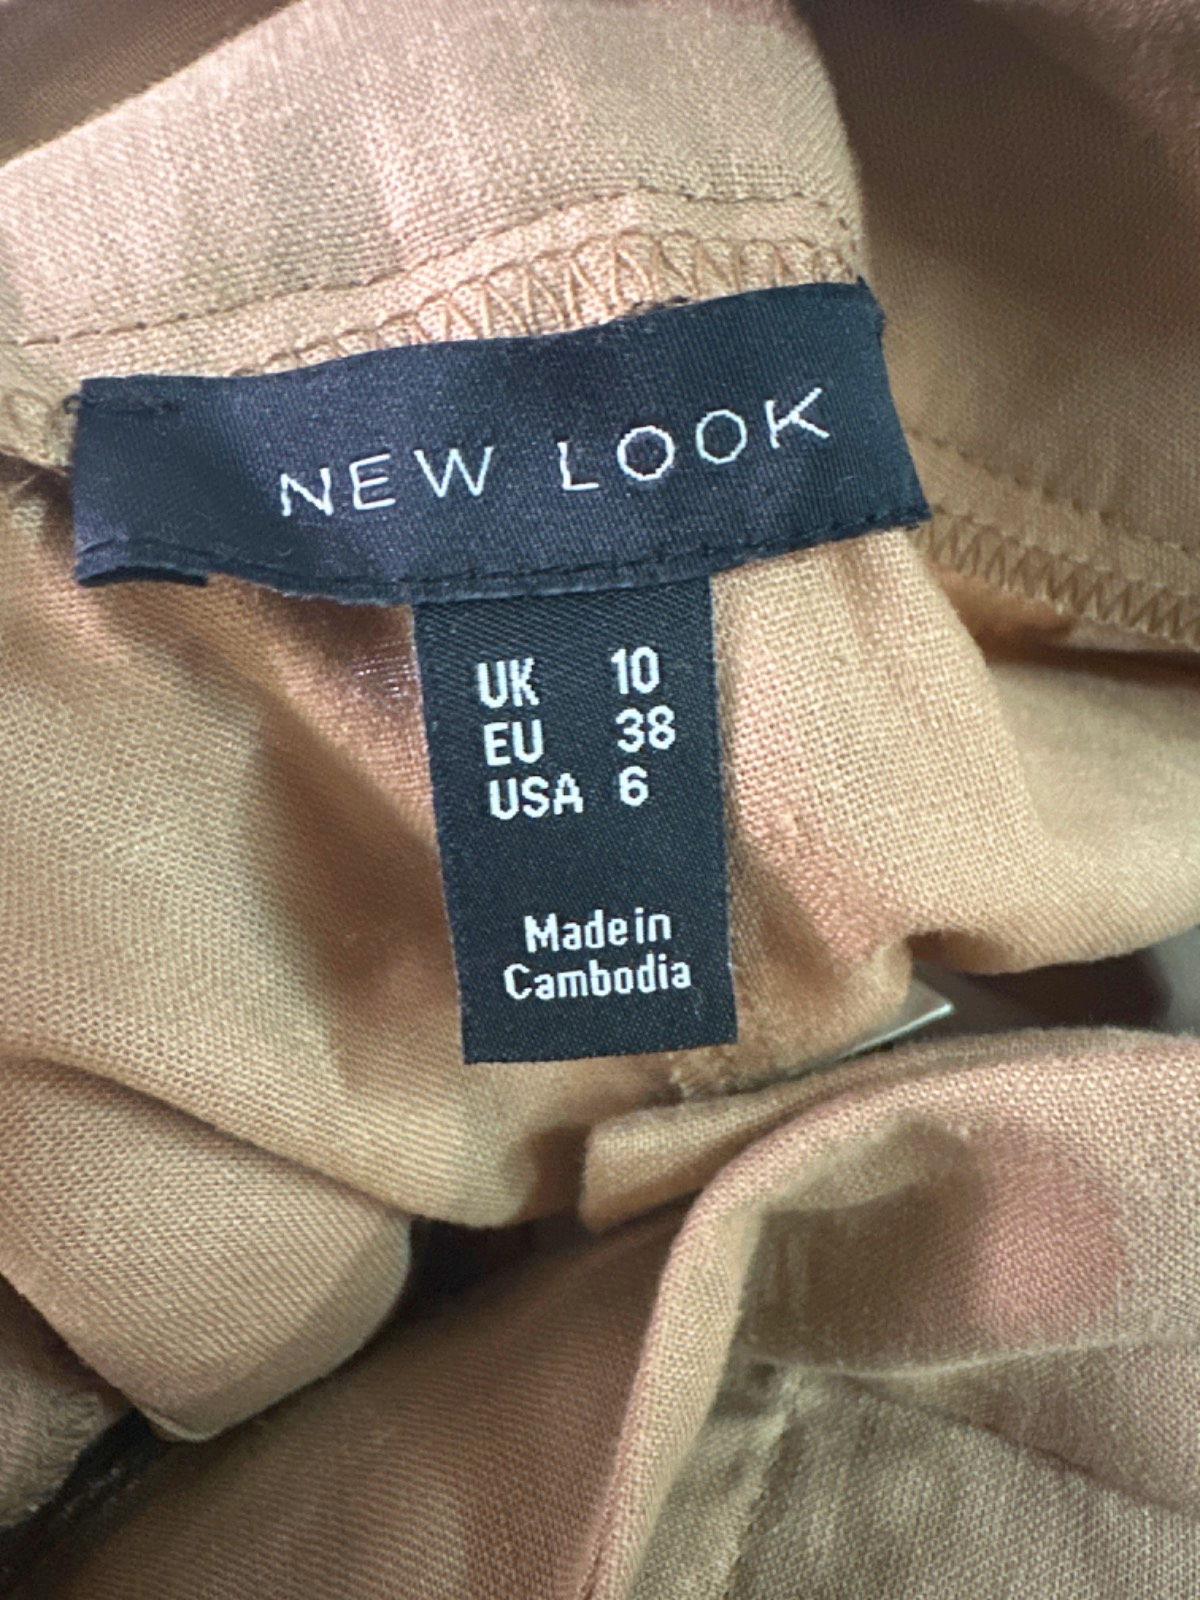 NEW LOOK
UK 10
EU 38
USA 6
Made in
Cambodia